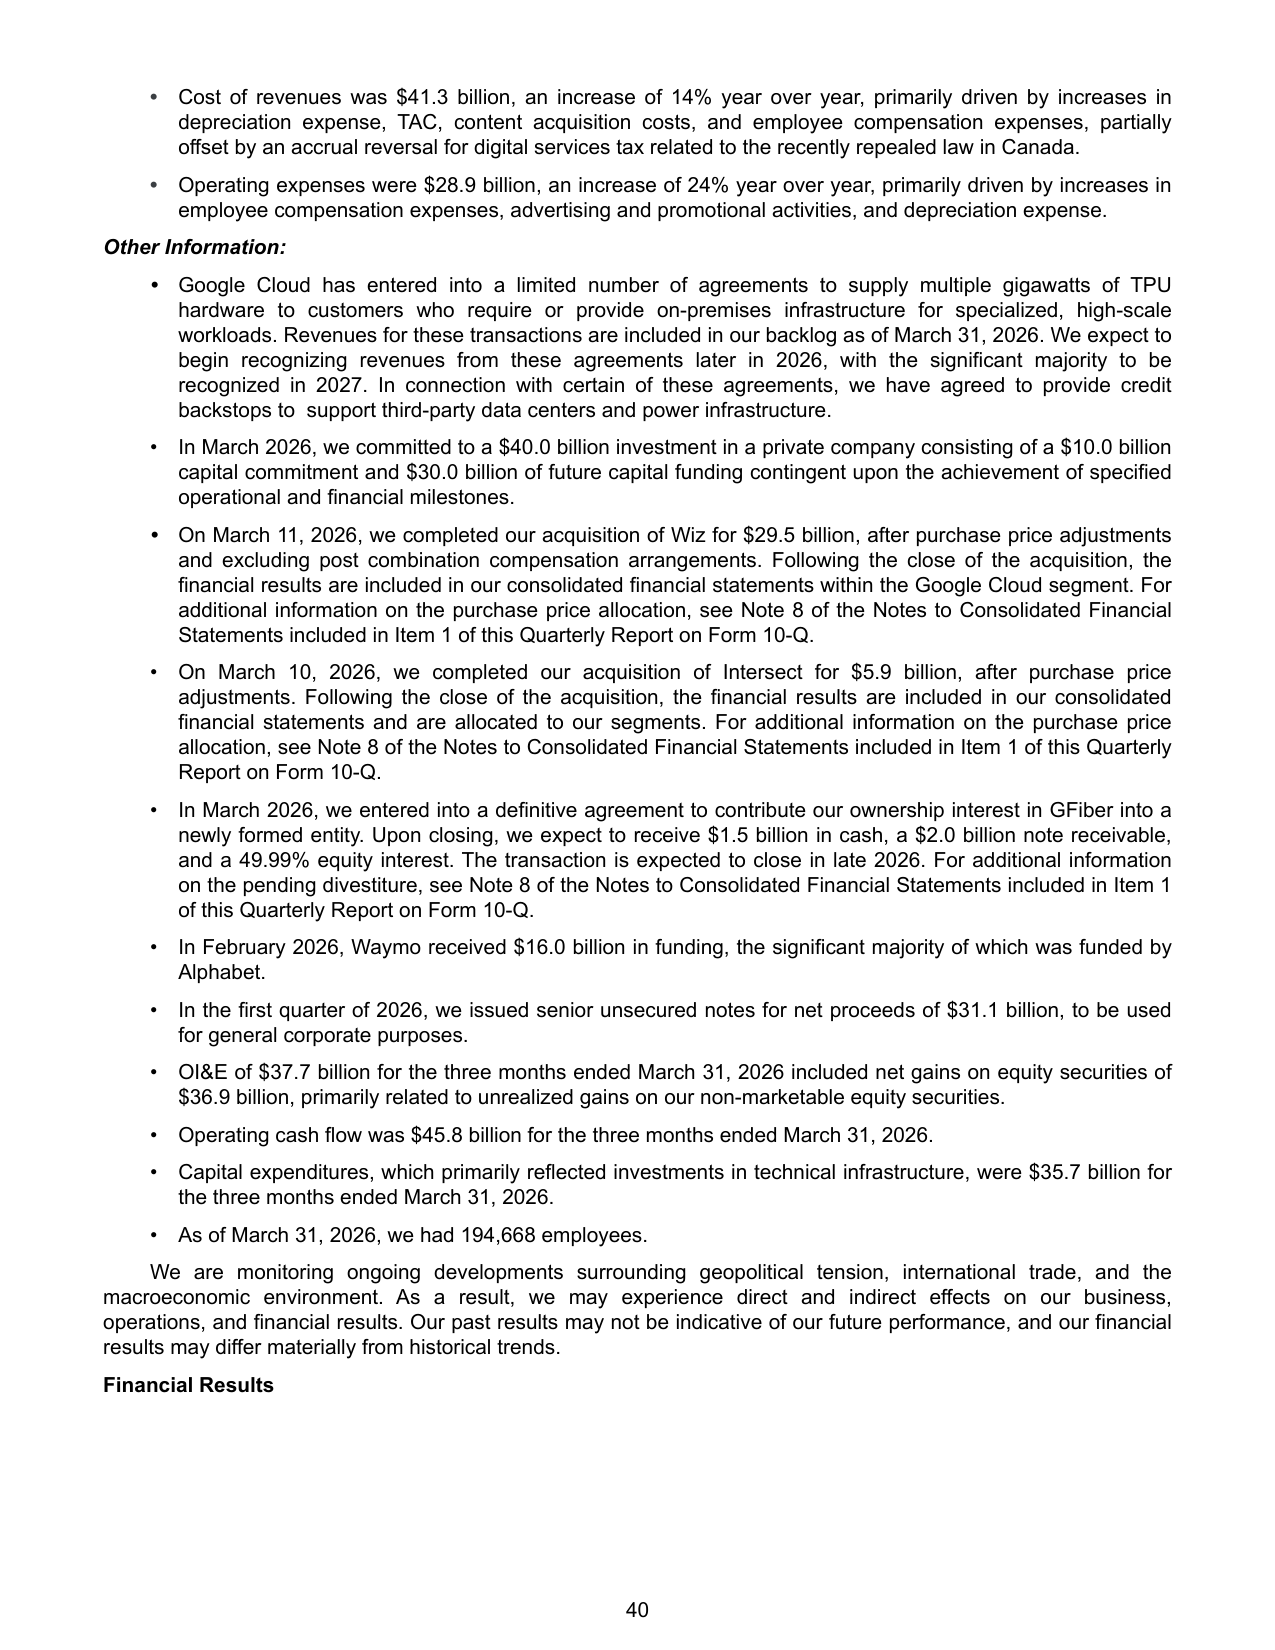 • Cost of revenues was $41.3 billion, an increase of 14% year over year, primarily driven by increases in
depreciation expense, TAC, content acquisition costs, and employee compensation expenses, partially
offset by an accrual reversal for digital services tax related to the recently repealed law in Canada.
• Operating expenses were $28.9 billion, an increase of 24% year over year, primarily driven by increases in
employee compensation expenses, advertising and promotional activities, and depreciation expense.
Other Information:
• Google Cloud has entered into a limited number of agreements to supply multiple gigawatts of TPU
hardware to customers who require or provide on-premises infrastructure for specialized, high-scale
workloads. Revenues for these transactions are included in our backlog as of March 31, 2026. We expect to
begin recognizing revenues from these agreements later in 2026, with the significant majority to be
recognized in 2027. In connection with certain of these agreements, we have agreed to provide credit
backstops to  support third-party data centers and power infrastructure.
• In March 2026, we committed to a $40.0 billion investment in a private company consisting of a $10.0 billion
capital commitment and $30.0 billion of future capital funding contingent upon the achievement of specified
operational and financial milestones.
• On March 11, 2026, we completed our acquisition of Wiz for $29.5 billion, after purchase price adjustments
and excluding post combination compensation arrangements. Following the close of the acquisition, the
financial results are included in our consolidated financial statements within the Google Cloud segment. For
additional information on the purchase price allocation, see Note 8 of the Notes to Consolidated Financial
Statements included in Item 1 of this Quarterly Report on Form 10-Q.
• On March 10, 2026, we completed our acquisition of Intersect for $5.9 billion, after purchase price
adjustments. Following the close of the acquisition, the financial results are included in our consolidated
financial statements and are allocated to our segments. For additional information on the purchase price
allocation, see Note 8 of the Notes to Consolidated Financial Statements included in Item 1 of this Quarterly
Report on Form 10-Q.
• In March 2026, we entered into a definitive agreement to contribute our ownership interest in GFiber into a
newly formed entity. Upon closing, we expect to receive $1.5 billion in cash, a $2.0 billion note receivable,
and a 49.99% equity interest. The transaction is expected to close in late 2026. For additional information
on the pending divestiture, see Note 8 of the Notes to Consolidated Financial Statements included in Item 1
of this Quarterly Report on Form 10-Q.
• In February 2026, Waymo received $16.0 billion in funding, the significant majority of which was funded by
Alphabet.
• In the first quarter of 2026, we issued senior unsecured notes for net proceeds of $31.1 billion, to be used
for general corporate purposes.
• OI&E of $37.7 billion for the three months ended March 31, 2026 included net gains on equity securities of
$36.9 billion, primarily related to unrealized gains on our non-marketable equity securities.
• Operating cash flow was $45.8 billion for the three months ended March 31, 2026.
• Capital expenditures, which primarily reflected investments in technical infrastructure, were $35.7 billion for
the three months ended March 31, 2026.
• As of March 31, 2026, we had 194,668 employees.
We are monitoring ongoing developments surrounding geopolitical tension, international trade, and the
macroeconomic environment. As a result, we may experience direct and indirect effects on our business,
operations, and financial results. Our past results may not be indicative of our future performance, and our financial
results may differ materially from historical trends.
Financial Results
40